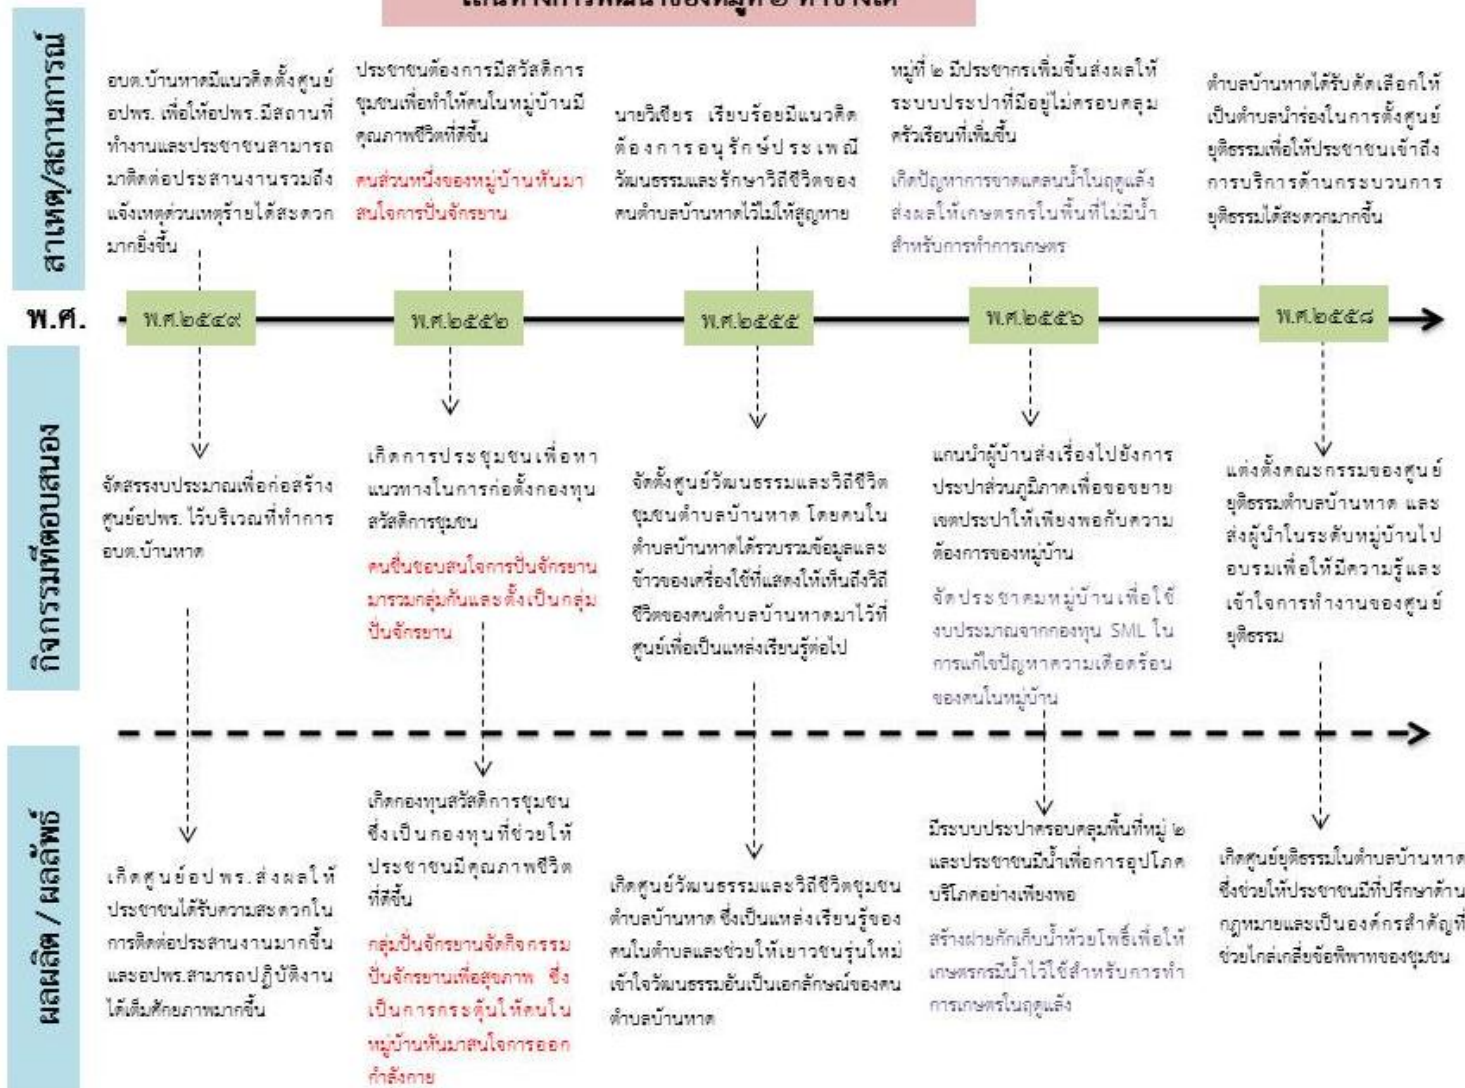 เส้นทางการพัฒนาของหมู่ที่ ๒ ท่าช้างใต้
สาเหตุ/สถานการณ์
อบต.บ้านหาดมีแนวคิดตั้งศูนย์
อปพร. เพื่อให้อปพร.มีสถานที่
ทำงานและประชาชนสามารถ
มาติดต่อประสานงานรวมถึง
แจ้งเหตุด่วนเหตุร้ายได้สะดวก
มากยิ่งขึ้น
ประชาชนต้องการมีสวัสดิการ
ชุมชนเพื่อทำให้คนในหมู่บ้านมี
คุณภาพชีวิตที่ดีขึ้น
คนส่วนหนึ่งของหมู่บ้านหันมา
สนใจการปั่นจักรยาน
นายวิเชียร เรียบร้อยมีแนวคิด
ต้องการอนุรักษ์ประเพณี
วัฒนธรรมและรักษาวิถีชีวิตของ
คนตำบลบ้านหาดไว้ไม่ให้สูญหาย
หมู่ที่ ๒ มีประชากรเพิ่มขึ้นส่งผลให้
ระบบประปาที่มีอยู่ไม่ครอบคลุม
ครัวเรือนที่เพิ่มขึ้น
เกิดปัญหาการขาดแคลนน้ำในฤดูแล้ง
ส่งผลให้เกษตรกรในพื้นที่ไม่มีน้ำ
สำหรับการทำการเกษตร
ตำบลบ้านหาดได้รับคัดเลือกให้
เป็นตำบลนำร่องในการตั้งศูนย์
ยุติธรรมเพื่อให้ประชาชนเข้าถึง
การบริการด้านกระบวนการ
ยุติธรรมได้สะดวกมากขึ้น
พ.ศ.
พ.ศ.๒๕๔๙
พ.ศ.๒๕๕๒
พ.ศ.๒๕๕๕
พ.ศ.๒๕๕๖
พ.ศ.๒๕๕๘
กิจกรรมที่ตอบสนอง
จัดสรรงบประมาณเพื่อก่อสร้าง
ศูนย์อปพร. ไว้บริเวณที่ทำการ
อบต.บ้านหาด
เกิดการประชุมชนเพื่อหา
แนวทางในการก่อตั้งกองทุน
สวัสดิการชุมชน
คนชื่นชอบสนใจการปั่นจักรยาน
มารวมกลุ่มกันและตั้งเป็นกลุ่ม
ปั่นจักรยาน
จัดตั้งศูนย์วัฒนธรรมและวิถีชีวิต
ชุมชนตำบลบ้านหาด โดยคนใน
ตำบลบ้านหาดได้รวบรวมข้อมูลและ
ข้าวของเครื่องใช้ที่แสดงให้เห็นถึงวิถี
ชีวิตของคนตำบลบ้านหาดมาไว้ที่
ศูนย์เพื่อเป็นแหล่งเรียนรู้ต่อไป
แกนนำผู้บ้านส่งเรื่องไปยังการ
ประปาส่วนภูมิภาคเพื่อขอขยาย
เขตประปาให้เพียงพอกับความ
ต้องการของหมู่บ้าน
จัดประชาคมหมู่บ้านเพื่อใช้
งบประมาณจากกองทุน SML ใน
การแก้ไขปัญหาความเดือดร้อน
ของคนในหมู่บ้าน
แต่งตั้งคณะกรรมของศูนย์
ยุติธรรมตำบลบ้านหาด และ
ส่งผู้นำในระดับหมู่บ้านไป
อบรมเพื่อให้มีความรู้และ
เข้าใจการทำงานของศูนย์
ยุติธรรม
ผลผลิต / ผลลัพธ์
เกิดศูนย์อปพร.ส่งผลให้
ประชาชนได้รับความสะดวกใน
การติดต่อประสานงานมากขึ้น
และอปพร.สามารถปฏิบัติงาน
ได้เต็มศักยภาพมากขึ้น
เกิดกองทุนสวัสดิการชุมชน
ซึ่งเป็นกองทุนที่ช่วยให้
ประชาชนมีคุณภาพชีวิต
ที่ดีขึ้น
กลุ่มปั่นจักรยานจัดกิจกรรม
ปั่นจักรยานเพื่อสุขภาพ ซึ่ง
เป็นการกระตุ้นให้คนใน
หมู่บ้านหันมาสนใจการออก
กำลังกาย
เกิดศูนย์วัฒนธรรมและวิถีชีวิตชุมชน
ตำบลบ้านหาด ซึ่งเป็นแหล่งเรียนรู้ของ
คนในตำบลและช่วยให้เยาวชนรุ่นใหม่
เข้าใจวัฒนธรรมอันเป็นเอกลักษณ์ของคน
ตำบลบ้านหาด
มีระบบประปาครอบคลุมพื้นที่หมู่ ๒
และประชาชนมีน้ำเพื่อการอุปโภค
บริโภคอย่างเพียงพอ
สร้างฝายกักเก็บน้ำห้วยโพธิ์เพื่อให้
เกษตรกรมีน้ำไว้ใช้สำหรับการทำ
การเกษตรในฤดูแล้ง
เกิดศูนย์ยุติธรรมในตำบลบ้านหาด
ซึ่งช่วยให้ประชาชนมีที่ปรึกษาด้าน
กฎหมายและเป็นองค์กรสำคัญที่
ช่วยไกล่เกลี่ยข้อพิพาทของชุมชน